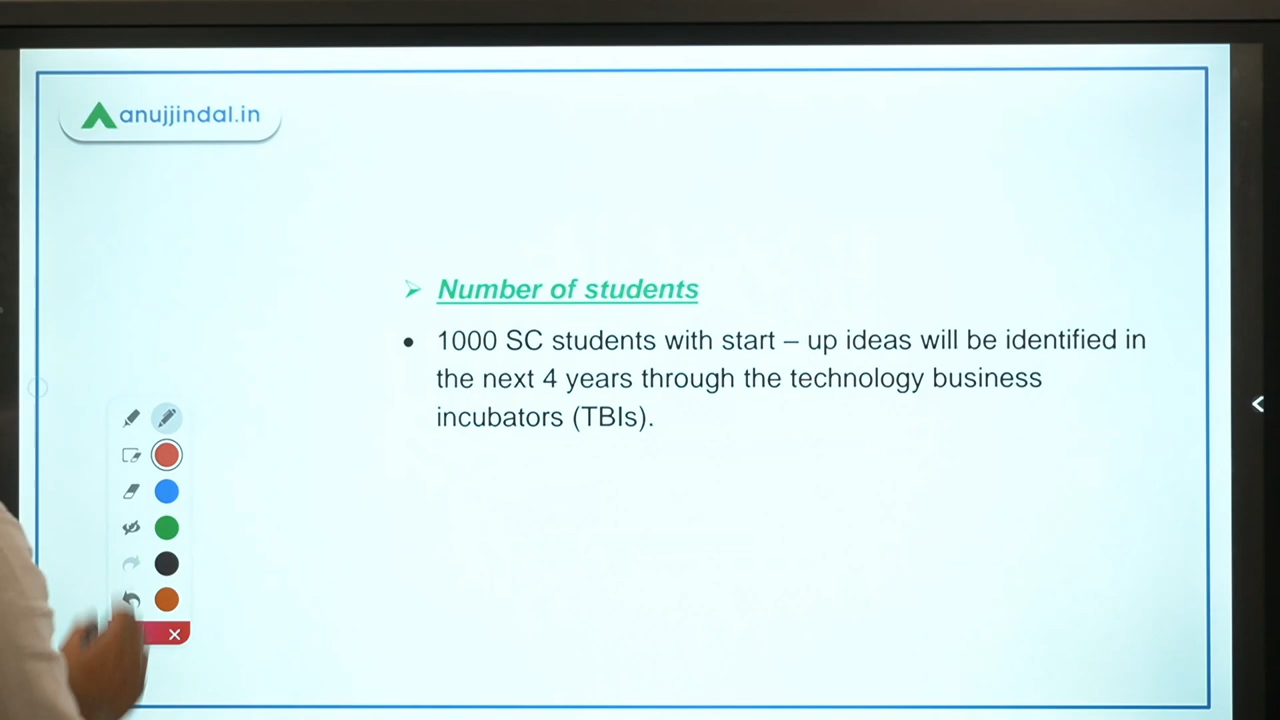 anujjindal.in
Number of students
1000 SC students with start – up ideas will be identified in
the next 4 years through the technology business
incubators (TBIs).